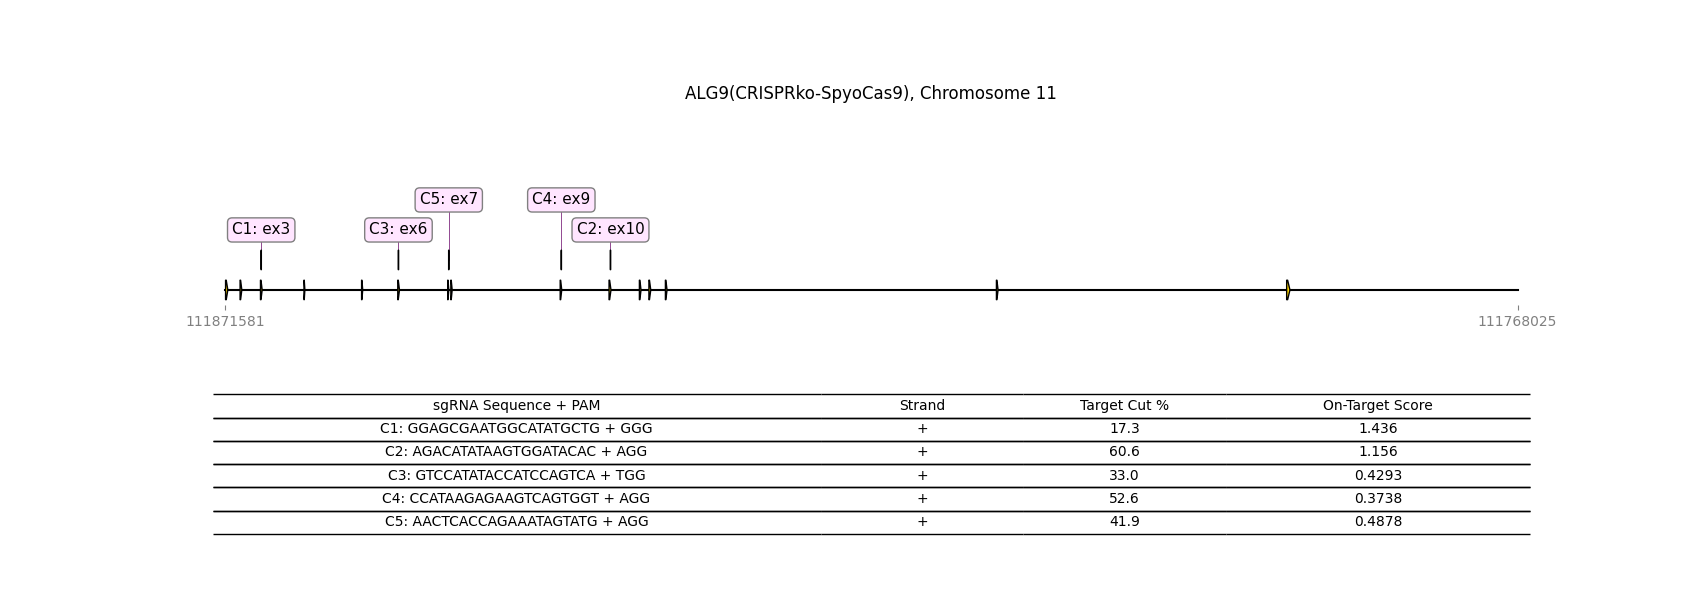 ALG9(CRISPRko-SpyoCas9), Chromosome 11
C5: ex7 C4: ex9
C1: ex3 C3: ex6 C2: ex10
111871581 111768025
sgRNA Sequence + PAM Strand Target Cut % On-Target Score
C1: GGAGCGAATGGCATATGCTG + GGG + 17.3 1.436
C2: AGACATATAAGTGGATACAC + AGG + 60.6 1.156
C3: GTCCATATACCATCCAGTCA + TGG + 33.0 0.4293
C4: CCATAAGAGAAGTCAGTGGT + AGG + 52.6 0.3738
C5: AACTCACCAGAAATAGTATG + AGG + 41.9 0.4878